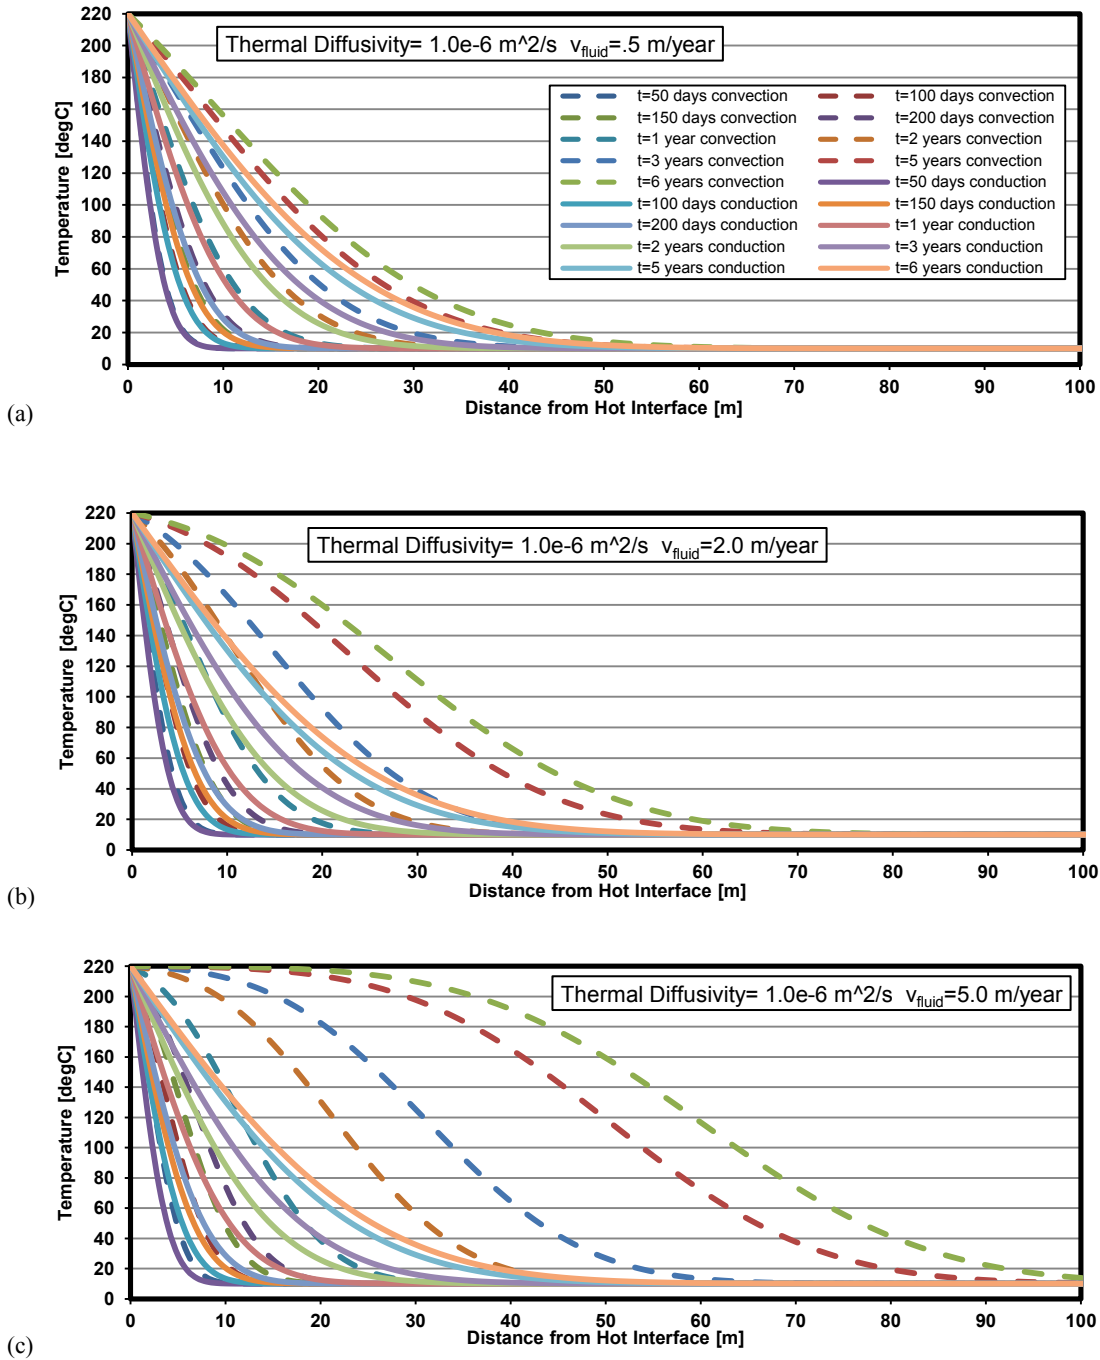 220
200
180
160
140
120
100
80
60
40
20
0
Temperature [degC]
Thermal Diffusivity= 1.0e-6 m^2/s v_fluid=.5 m/year
t=50 days convection t=100 days convection
t=150 days convection t=200 days convection
t=1 year convection t=2 years convection
t=3 years convection t=5 years convection
t=6 years convection t=50 days conduction
t=100 days conduction t=150 days conduction
t=200 days conduction t=1 year conduction
t=2 years conduction t=3 years conduction
t=5 years conduction t=6 years conduction
0 10 20 30 40 50 60 70 80 90 100
Distance from Hot Interface [m]
(a)
220
200
180
160
140
120
100
80
60
40
20
0
Temperature [degC]
Thermal Diffusivity= 1.0e-6 m^2/s v_fluid=2.0 m/year
0 10 20 30 40 50 60 70 80 90 100
Distance from Hot Interface [m]
(b)
220
200
180
160
140
120
100
80
60
40
20
0
Temperature [degC]
Thermal Diffusivity= 1.0e-6 m^2/s v_fluid=5.0 m/year
0 10 20 30 40 50 60 70 80 90 100
Distance from Hot Interface [m]
(c)